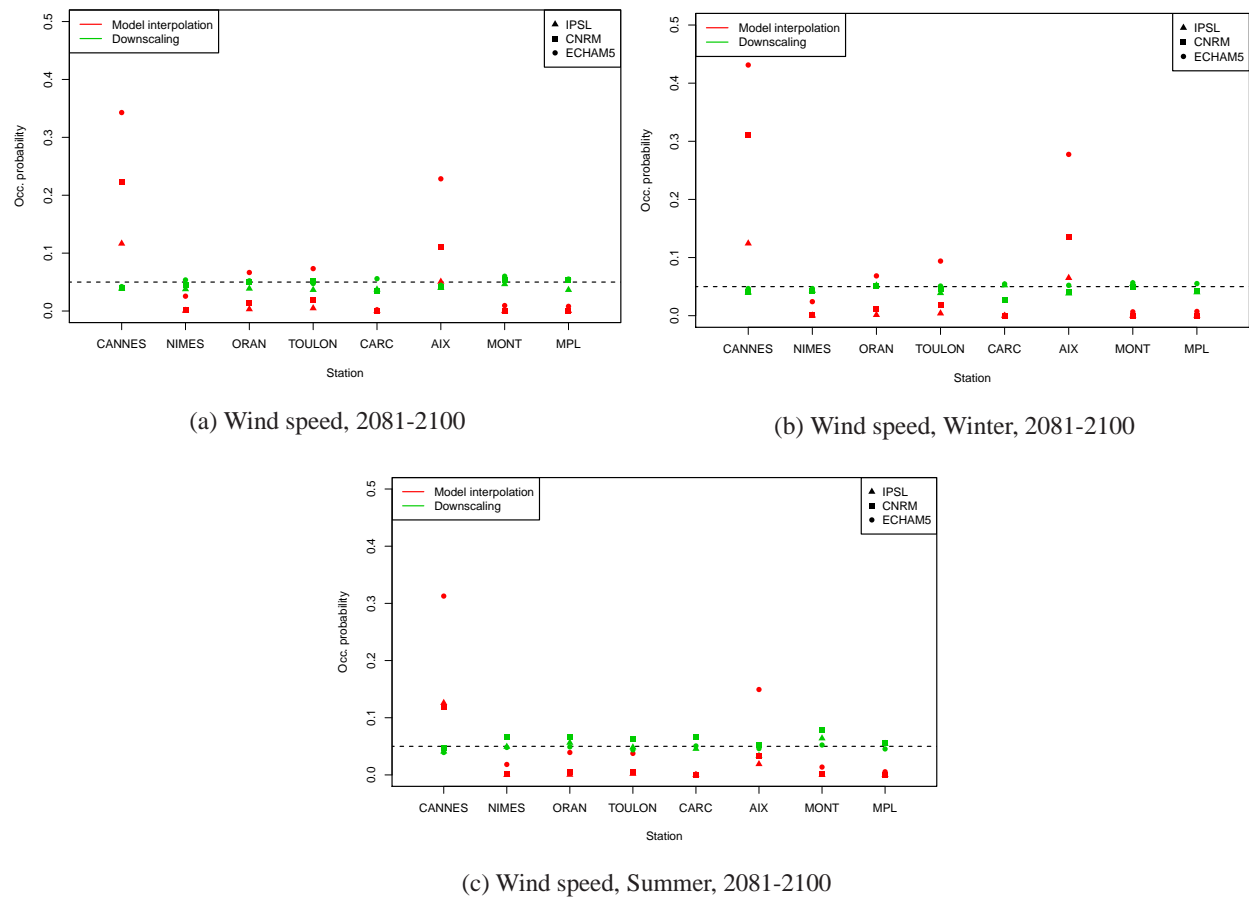 Model interpolation
Downscaling
IPSL
CNRM
ECHAM5
Occ. probability
0.5
0.4
0.3
0.2
0.1
0.0
CANNES NIMES ORAN TOULON CARC AIX MONT MPL
Station
(a) Wind speed, 2081-2100
Model interpolation
Downscaling
IPSL
CNRM
ECHAM5
Occ. probability
0.5
0.4
0.3
0.2
0.1
0.0
CANNES NIMES ORAN TOULON CARC AIX MONT MPL
Station
(b) Wind speed, Winter, 2081-2100
Model interpolation
Downscaling
IPSL
CNRM
ECHAM5
Occ. probability
0.5
0.4
0.3
0.2
0.1
0.0
CANNES NIMES ORAN TOULON CARC AIX MONT MPL
Station
(c) Wind speed, Summer, 2081-2100